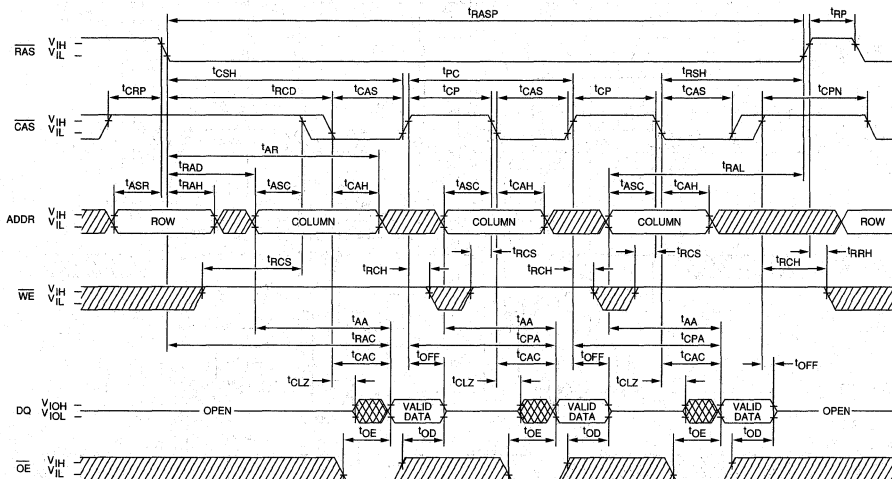 tRASP tRP
RAS VIH VIL
tCSH tPC tRSH
tCRP tRCD tCAS tCP tCAS tCP tCAS tCPN
CAS VIH VIL
tAR
tRAD tRAL
tASR tRAH tASC tCAH tASC tCAH tASC tCAH
ADDR VIH VIL ROW COLUMN COLUMN COLUMN ROW
tRCS tRCH tRCS tRCH tRCS tRCH tRRH
WE VIH VIL
tAA tAA tAA
tRAC tCPA tCPA
tCAC tOFF tCAC tOFF tCAC tOFF
tCLZ tCLZ tCLZ
DQ VIOH VIOL OPEN VALID DATA VALID DATA VALID DATA OPEN
tOE tOD tOE tOD tOE tOD
OE VIH VIL